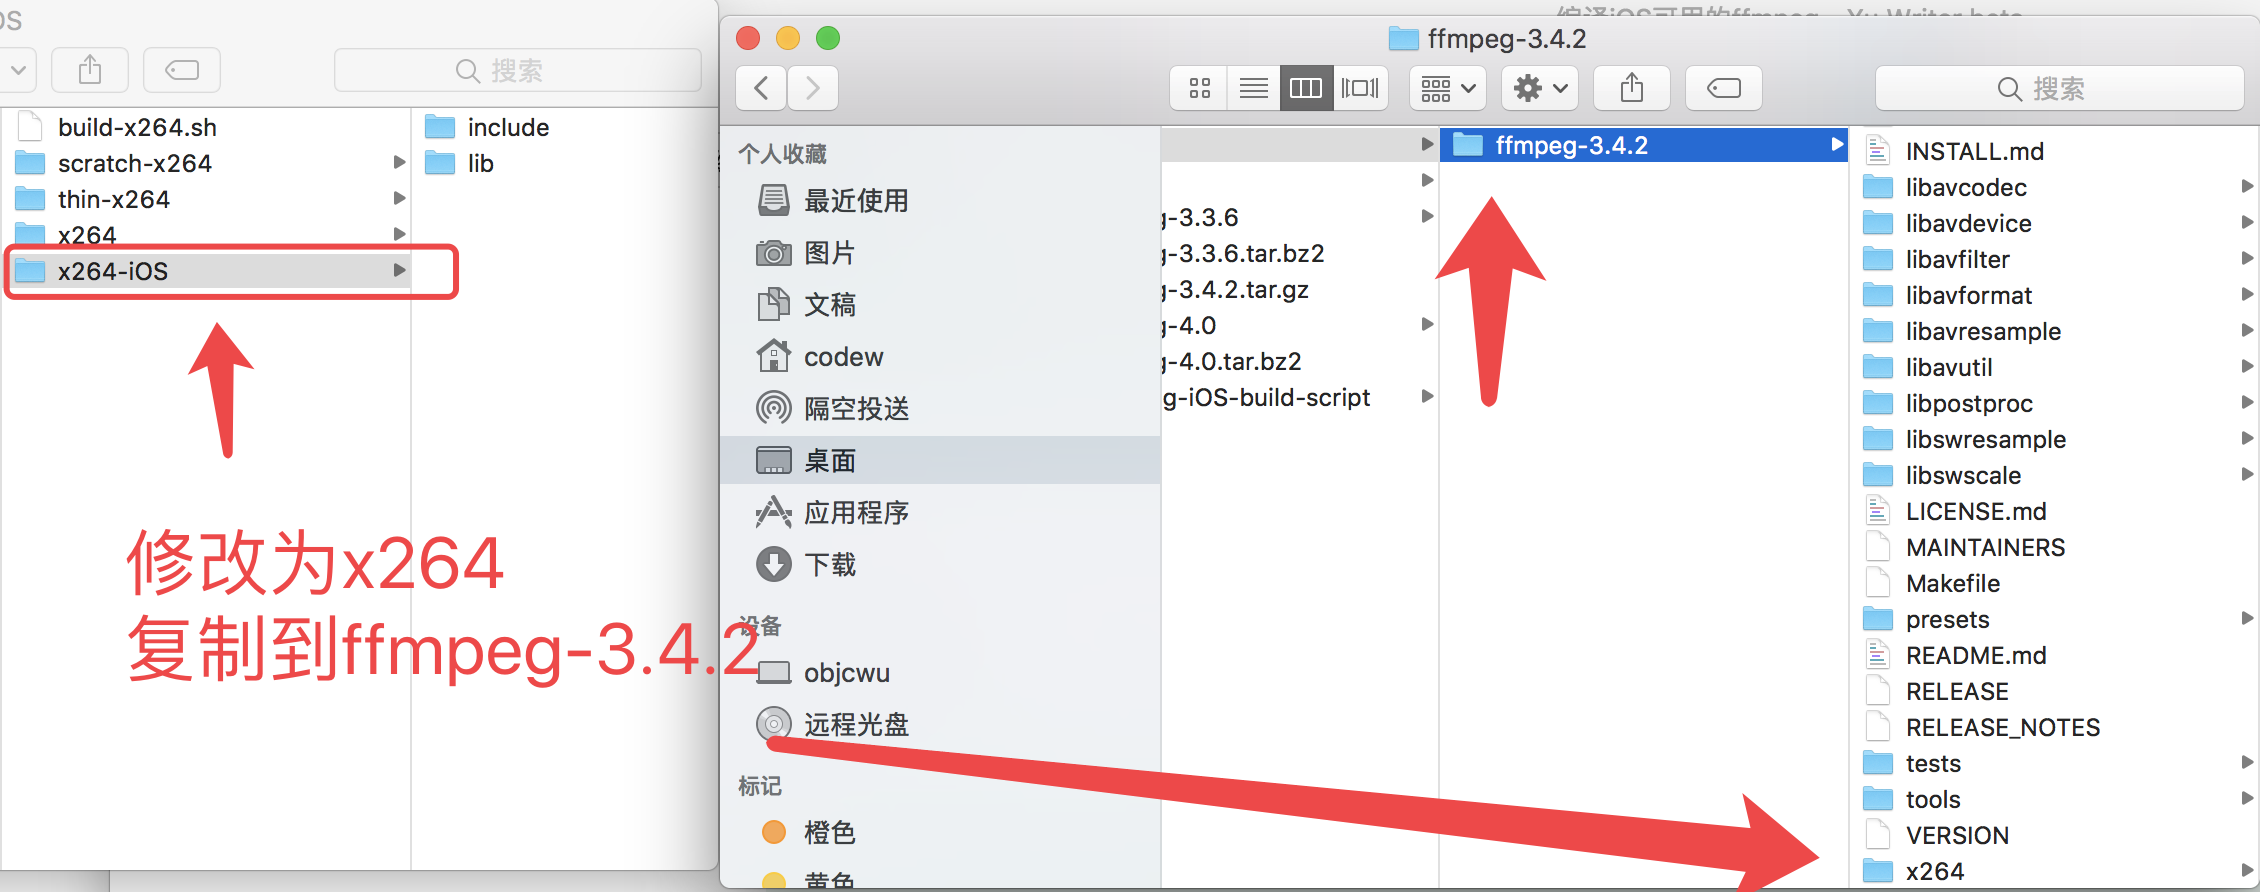 OS
搜索
build-x264.sh
scratch-x264
thin-x264
x264
x264-iOS
include
lib
修改为x264
复制到ffmpeg-3.4.2
ffmpeg-3.4.2
搜索
个人收藏
最近使用
图片
文稿
codew
隔空投送
桌面
应用程序
下载
设备
objcwu
远程光盘
标记
橙色
黄色
g-3.3.6
g-3.3.6.tar.bz2
g-3.4.2.tar.gz
g-4.0
g-4.0.tar.bz2
g-iOS-build-script
ffmpeg-3.4.2
INSTALL.md
libavcodec
libavdevice
libavfilter
libavformat
libavresample
libavutil
libpostproc
libswresample
libswscale
LICENSE.md
MAINTAINERS
Makefile
presets
README.md
RELEASE
RELEASE_NOTES
tests
tools
VERSION
x264